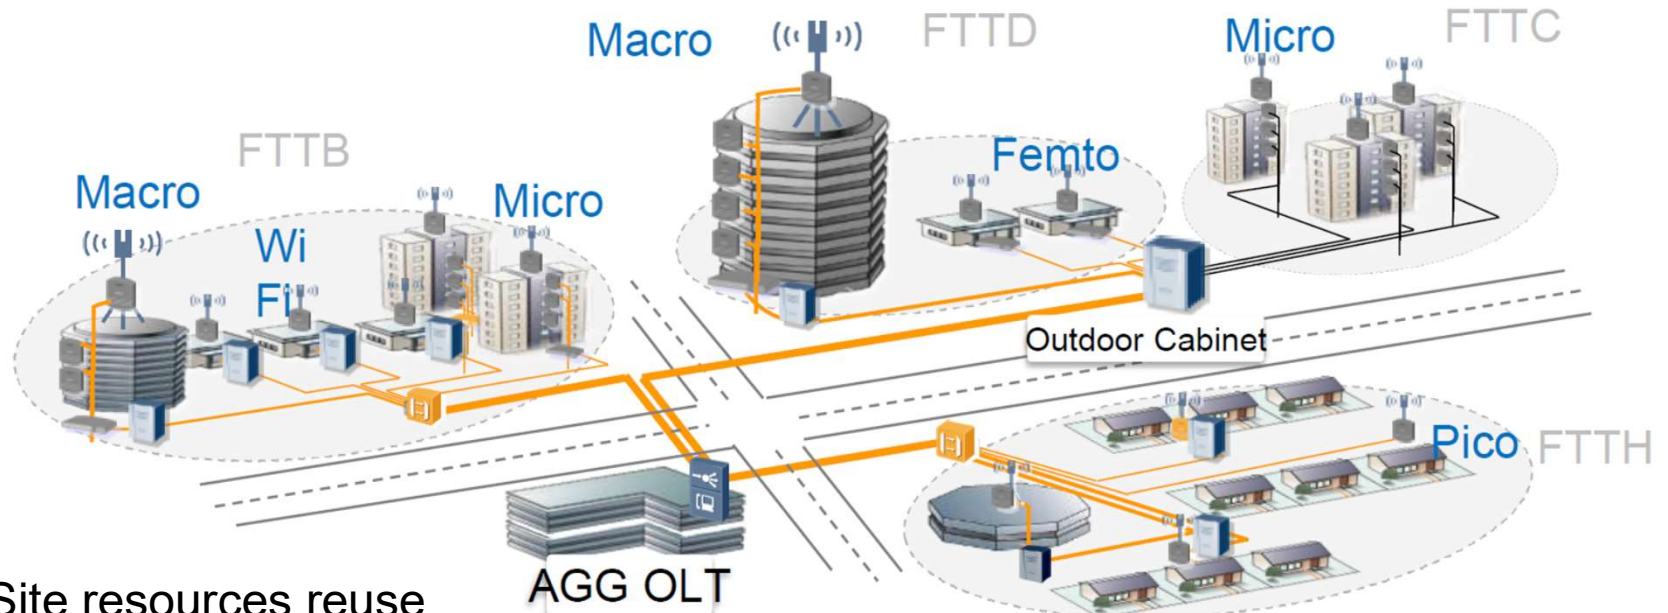 Macro
FTTD
Micro
FTTC
FTTB
Femto
Macro
Micro
Wi
Fi
Outdoor Cabinet
Pico
FTTH
AGG OLT
Site resources reuse